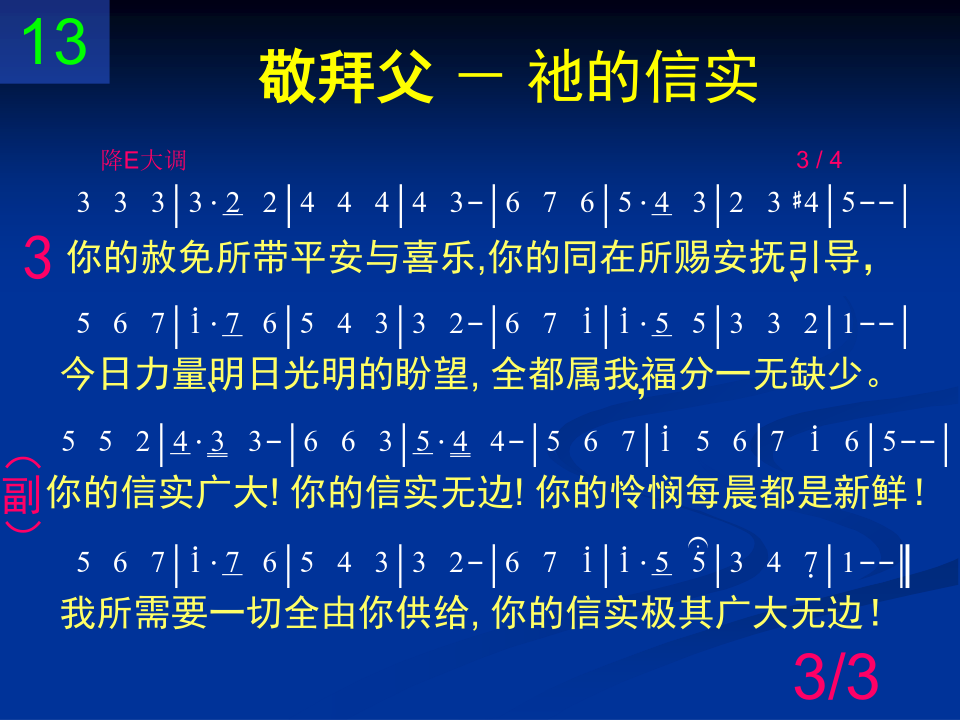 13
敬拜父 － 祂的信实
降E大调 3 / 4
3 3 3|3·2 2|4 4 4|4 3-|6 7 6|5·4 3|2 3 #4|5--|
3 你的赦免所带平安与喜乐,你的同在所赐安抚、引导,
5 6 7|i·7 6|5 4 3|3 2-|6 7 i|i·5 5|3 3 2|1--|
今日力量、明日光明的盼望, 全都属我,福分一无缺少。
5 5 2|4·3 3-|6 6 3|5·4 4-|5 6 7|i 5 6|7 i 6|5--|
（副）你的信实广大! 你的信实无边! 你的怜悯每晨都是新鲜！
5 6 7|i·7 6|5 4 3|3 2-|6 7 i|i·5 5|3 4 7̣|1--‖
我所需要一切全由你供给, 你的信实极其广大无边！
3/3